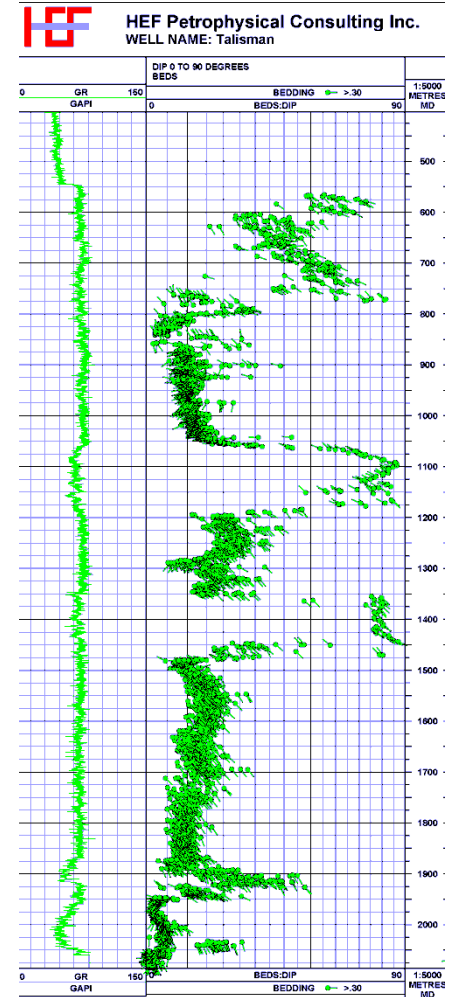 HEF
HEF Petrophysical Consulting Inc.
WELL NAME: Talisman
DIP 0 TO 90 DEGREES
BEDS
0 GR 150
GAPI
BEDDING >.30
0 BEDS:DIP 90
1:5000
METRES
MD
500
600
700
800
900
1000
1100
1200
1300
1400
1500
1600
1700
1800
1900
2000
0 GR 150
GAPI
0 BEDS:DIP 90
BEDDING >.30
1:5000
METRES
MD